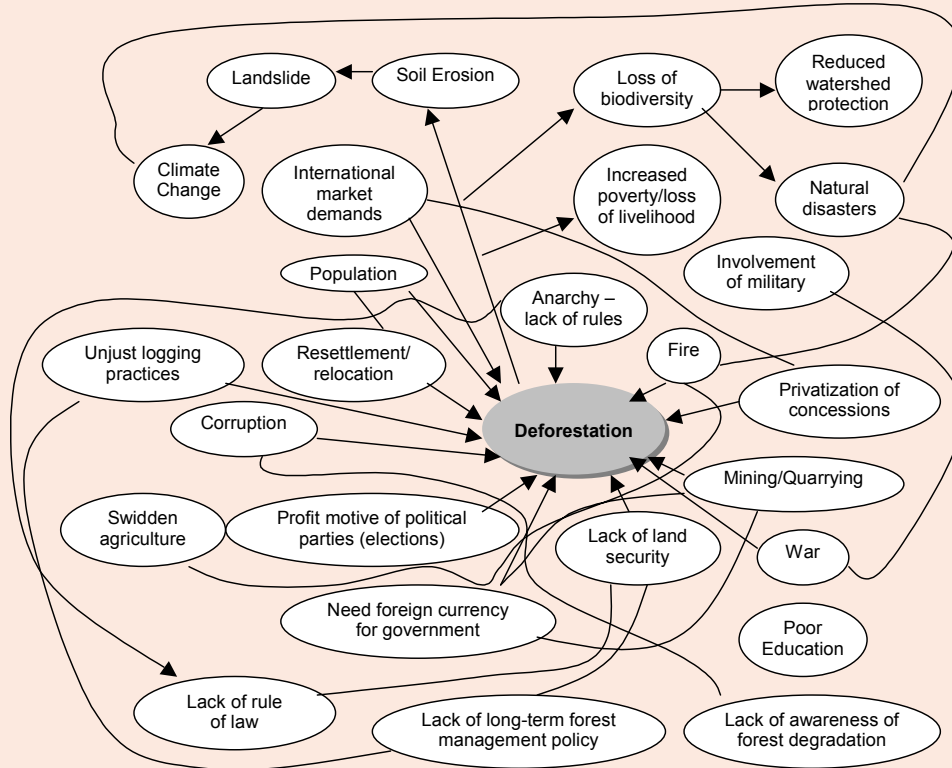 Landslide
Soil Erosion
Loss of
biodiversity
Reduced
watershed
protection
Climate
Change
International
market
demands
Increased
poverty/loss
of livelihood
Natural
disasters
Population
Involvement
of military
Anarchy –
lack of rules
Unjust logging
practices
Resettlement/
relocation
Fire
Privatization of
concessions
Corruption
Deforestation
Mining/Quarrying
Swidden
agriculture
Profit motive of political
parties (elections)
Lack of land
security
War
Need foreign currency
for government
Poor
Education
Lack of rule
of law
Lack of long-term forest
management policy
Lack of awareness of
forest degradation